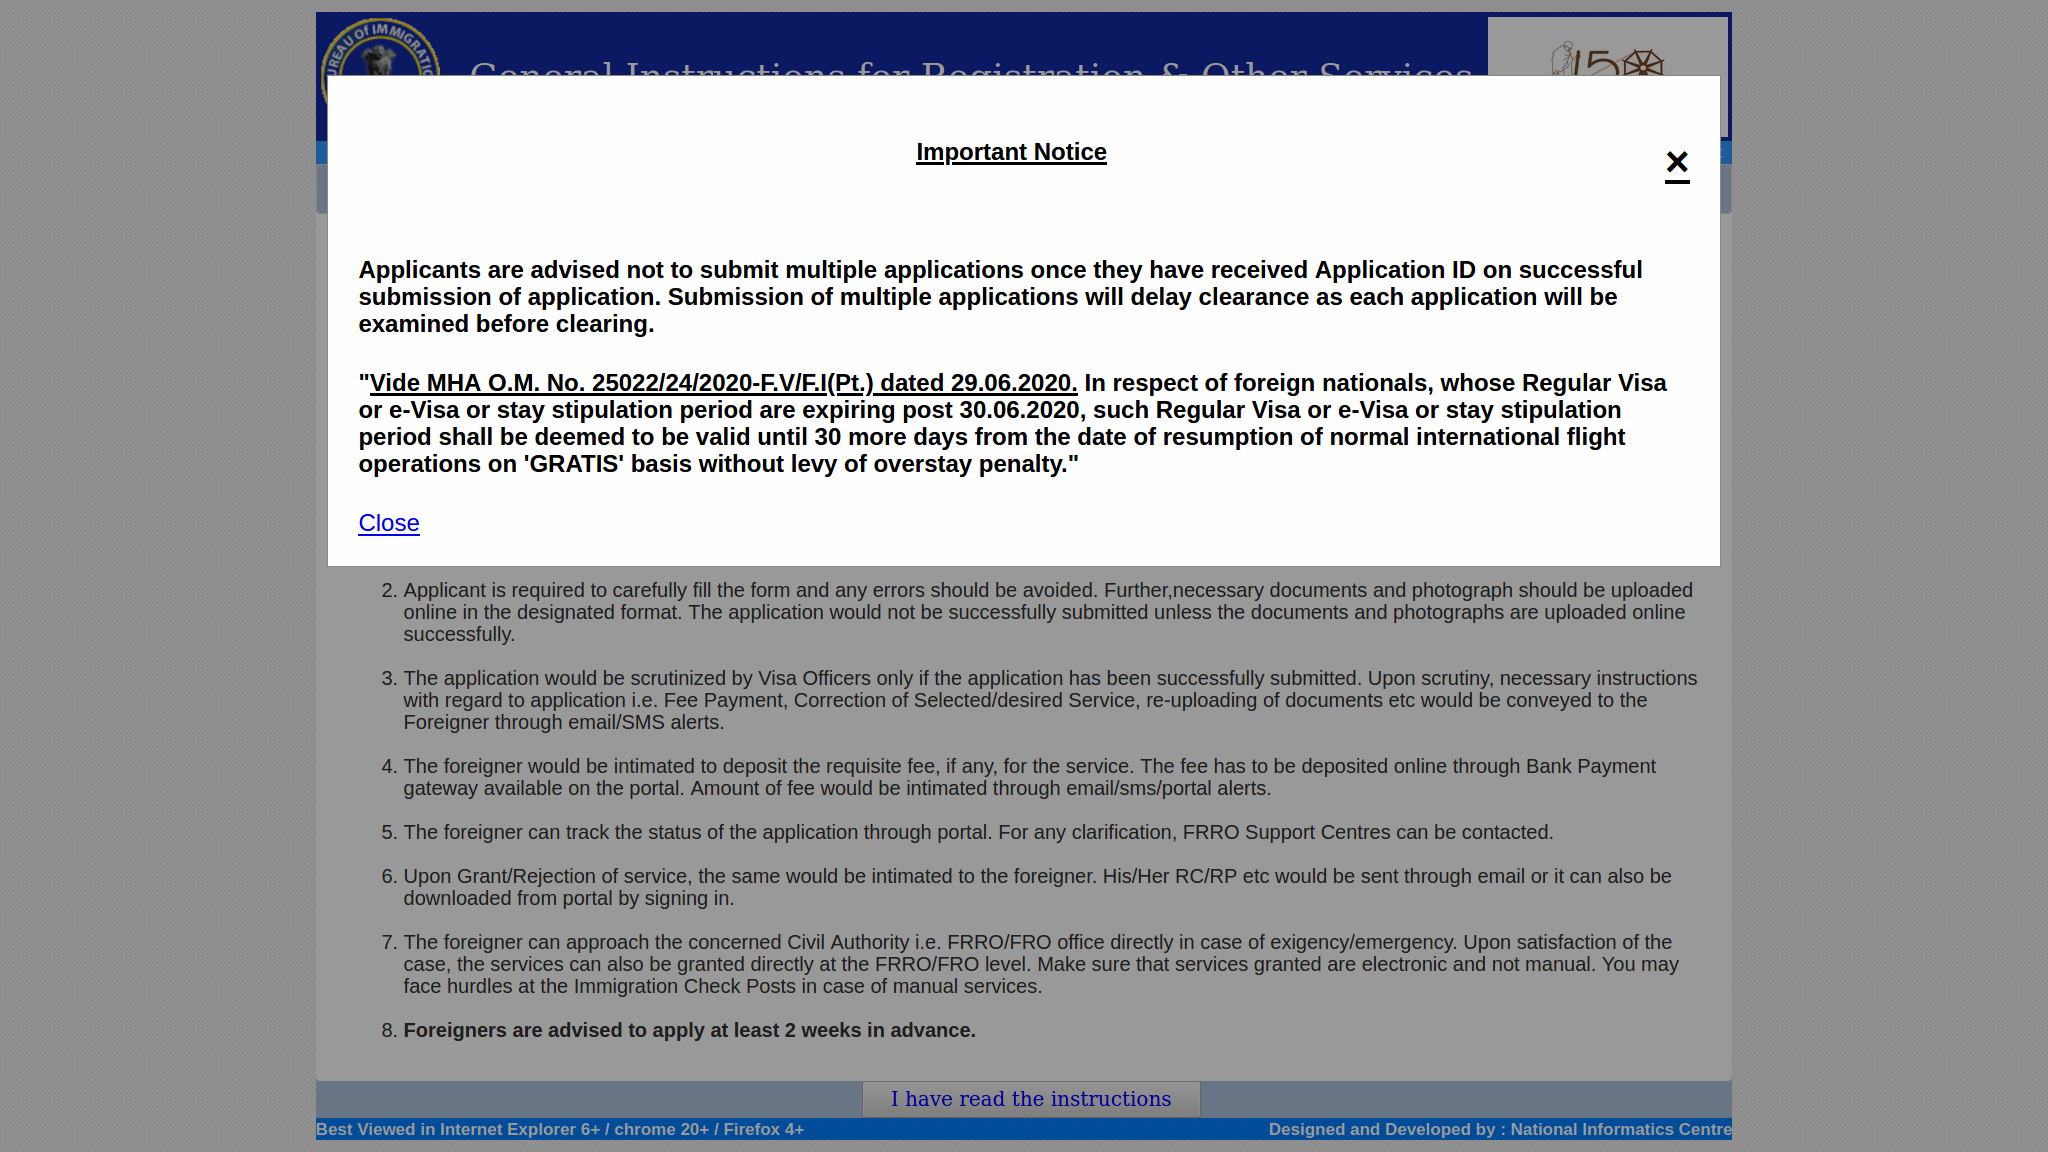 BUREAU OF IMMIGRAT
General Instructions for Registration & Other Services
150
Important Notice
×
Applicants are advised not to submit multiple applications once they have received Application ID on successful
submission of application. Submission of multiple applications will delay clearance as each application will be
examined before clearing.
"Vide MHA O.M. No. 25022/24/2020-F.V/F.I(Pt.) dated 29.06.2020. In respect of foreign nationals, whose Regular Visa
or e-Visa or stay stipulation period are expiring post 30.06.2020, such Regular Visa or e-Visa or stay stipulation
period shall be deemed to be valid until 30 more days from the date of resumption of normal international flight
operations on 'GRATIS' basis without levy of overstay penalty."
Close
2. Applicant is required to carefully fill the form and any errors should be avoided. Further,necessary documents and photograph should be uploaded
online in the designated format. The application would not be successfully submitted unless the documents and photographs are uploaded online
successfully.
3. The application would be scrutinized by Visa Officers only if the application has been successfully submitted. Upon scrutiny, necessary instructions
with regard to application i.e. Fee Payment, Correction of Selected/desired Service, re-uploading of documents etc would be conveyed to the
Foreigner through email/SMS alerts.
4. The foreigner would be intimated to deposit the requisite fee, if any, for the service. The fee has to be deposited online through Bank Payment
gateway available on the portal. Amount of fee would be intimated through email/sms/portal alerts.
5. The foreigner can track the status of the application through portal. For any clarification, FRRO Support Centres can be contacted.
6. Upon Grant/Rejection of service, the same would be intimated to the foreigner. His/Her RC/RP etc would be sent through email or it can also be
downloaded from portal by signing in.
7. The foreigner can approach the concerned Civil Authority i.e. FRRO/FRO office directly in case of exigency/emergency. Upon satisfaction of the
case, the services can also be granted directly at the FRRO/FRO level. Make sure that services granted are electronic and not manual. You may
face hurdles at the Immigration Check Posts in case of manual services.
8. Foreigners are advised to apply at least 2 weeks in advance.
I have read the instructions
Best Viewed in Internet Explorer 6+ / chrome 20+ / Firefox 4+
Designed and Developed by : National Informatics Centre